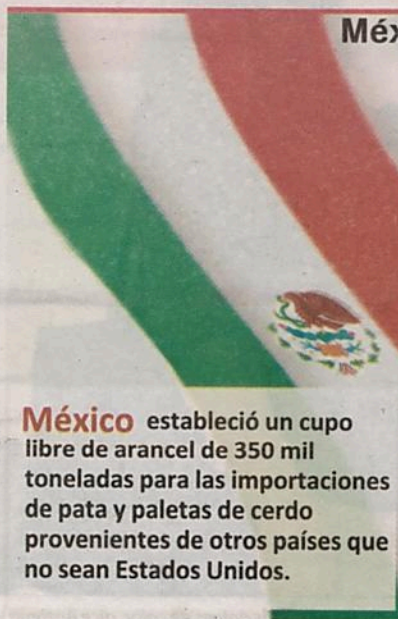 Méx
México estableció un cupo
libre de arancel de 350 mil
toneladas para las importaciones
de pata y paletas de cerdo
provenientes de otros países que
no sean Estados Unidos.